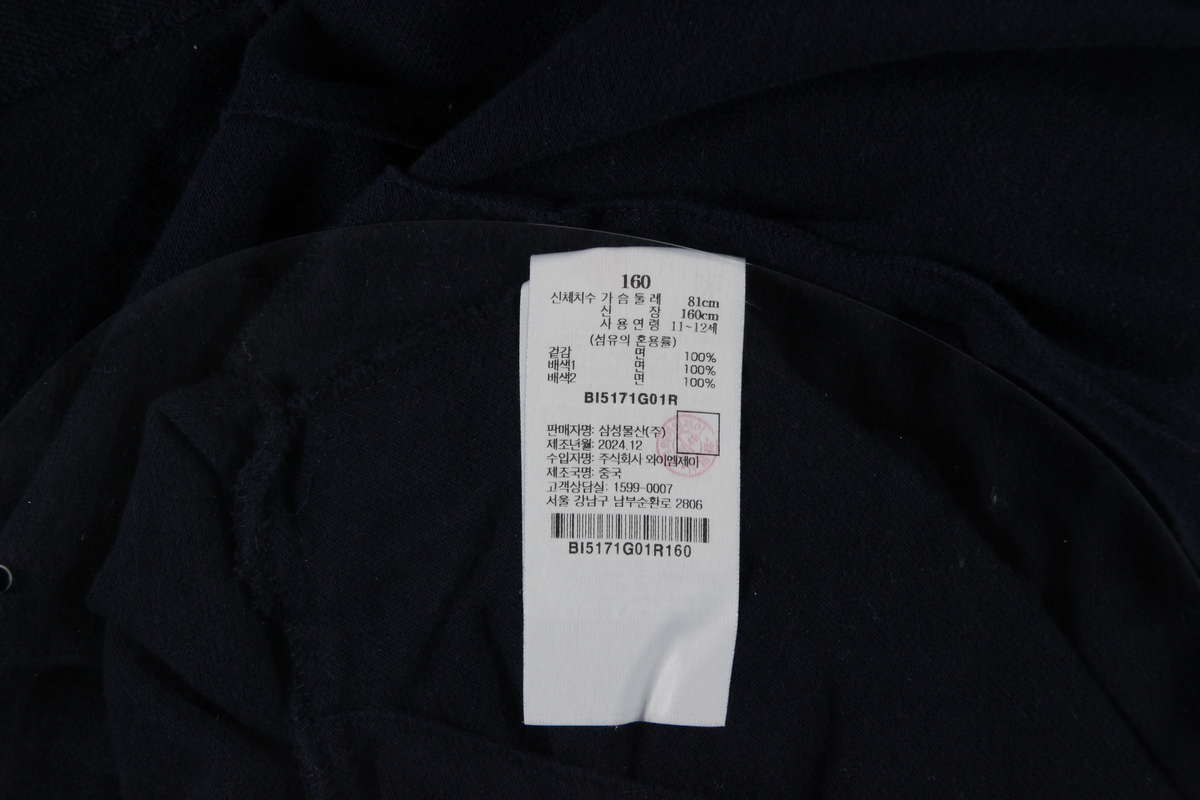 160
신체치수 가슴둘레 81cm
신장 160cm
사용연령 11~12세
(섬유의 혼용률)
겉감 면 100%
배색1 면 100%
배색2 면 100%
BI5171G01R
판매자명: 삼성물산(주)
제조년월: 2024.12
수입자명: 주식회사 와이엠제이
제조국명: 중국
고객상담실: 1599-0007
서울 강남구 남부순환로 2806
BI5171G01R160